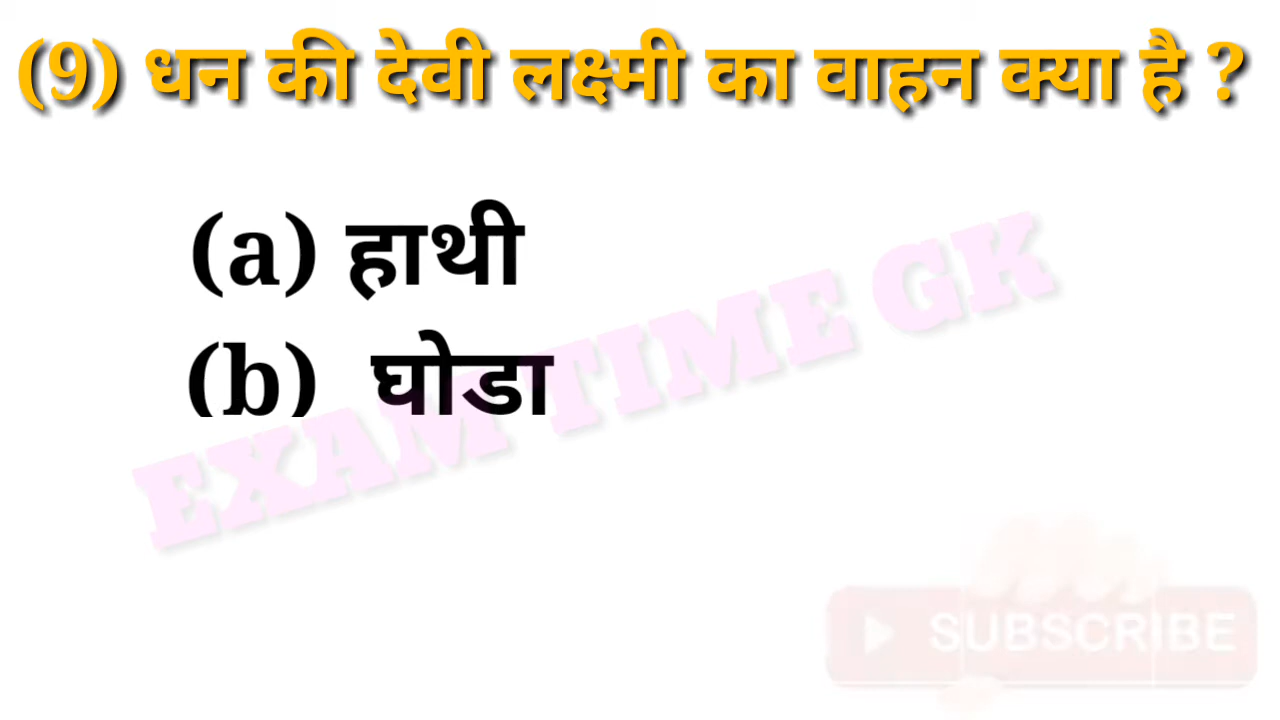 (9) धन की देवी लक्ष्मी का वाहन क्या है ?
(a) हाथी
(b) घोडा
EXAM TIME GK
SUBSCRIBE